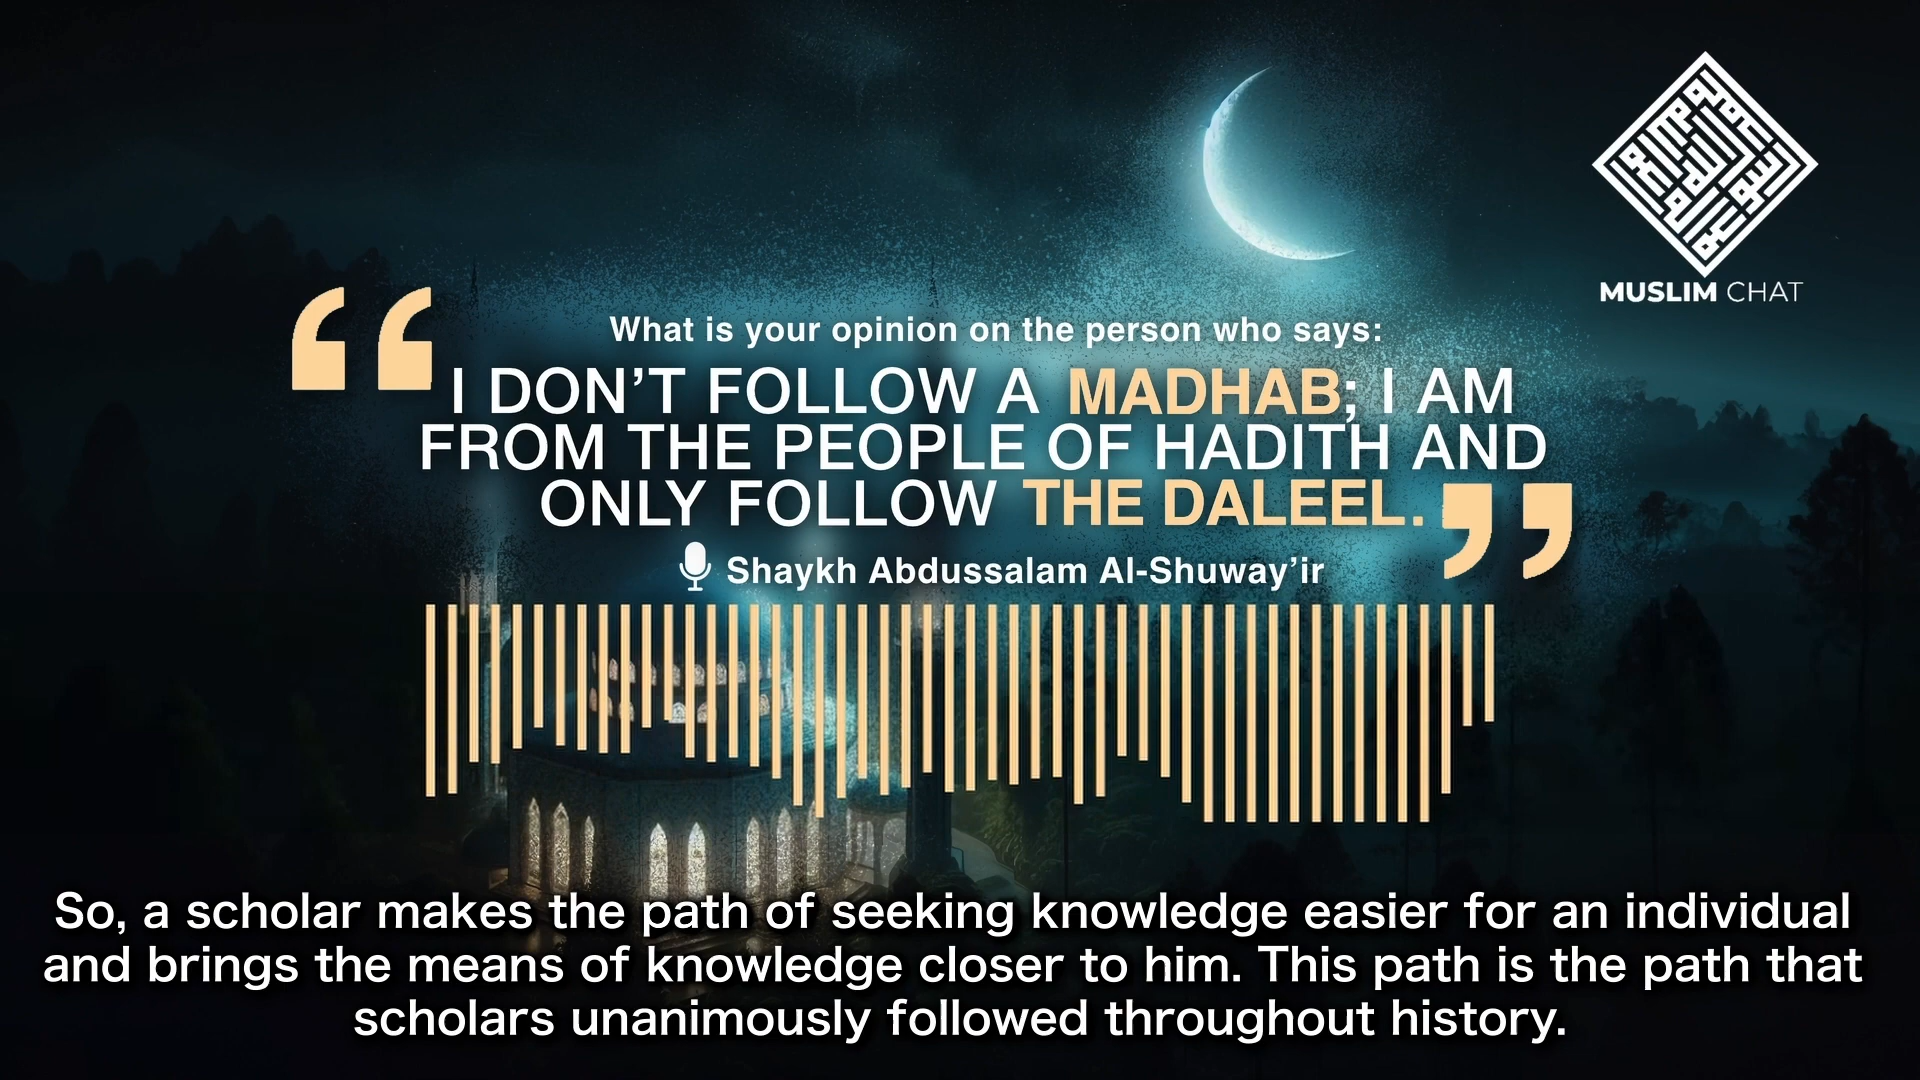 MUSLIM CHAT
What is your opinion on the person who says:
I DON’T FOLLOW A MADHAB; I AM
FROM THE PEOPLE OF HADITH AND
ONLY FOLLOW THE DALEEL.
Shaykh Abdussalam Al-Shuway’ir
So, a scholar makes the path of seeking knowledge easier for an individual
and brings the means of knowledge closer to him. This path is the path that
scholars unanimously followed throughout history.